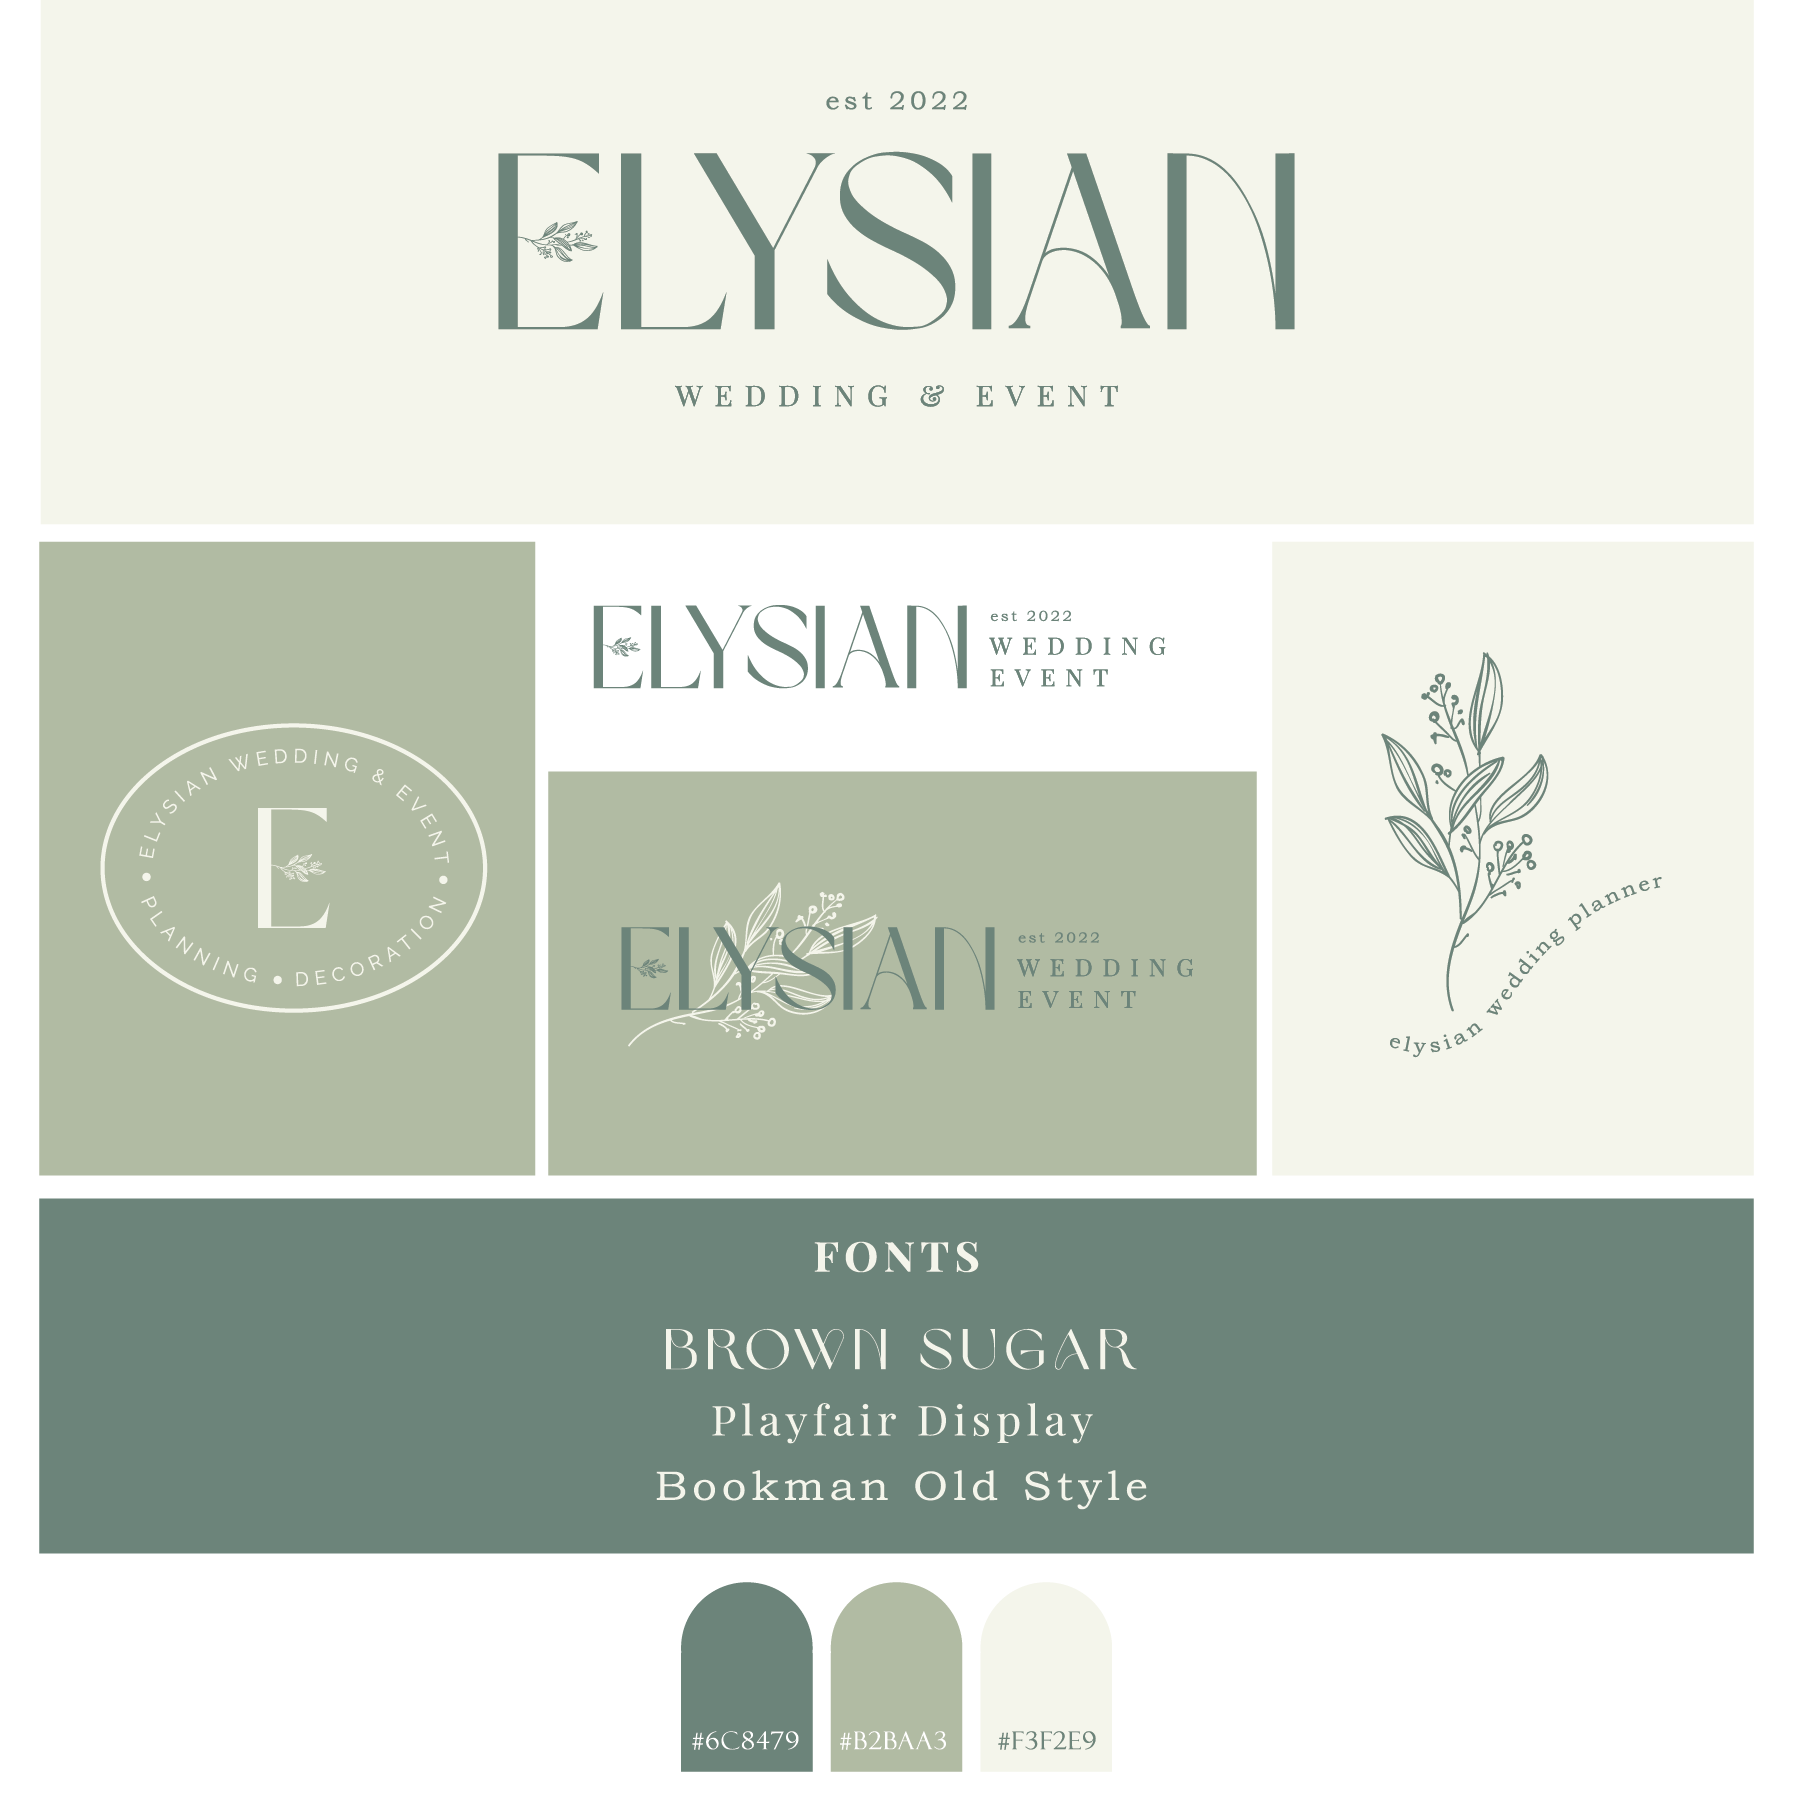 est 2022
ELYSIAN
WEDDING & EVENT
ELYSIAN WEDDING & EVENT
E
PLANNING • DECORATION
ELYSIAN
est 2022
WEDDING
EVENT
ELYSIAN
est 2022
WEDDING
EVENT
elysian wedding planner
FONTS
BROWN SUGAR
Playfair Display
Bookman Old Style
#6C8479
#B2BAA3
#F3F2E9